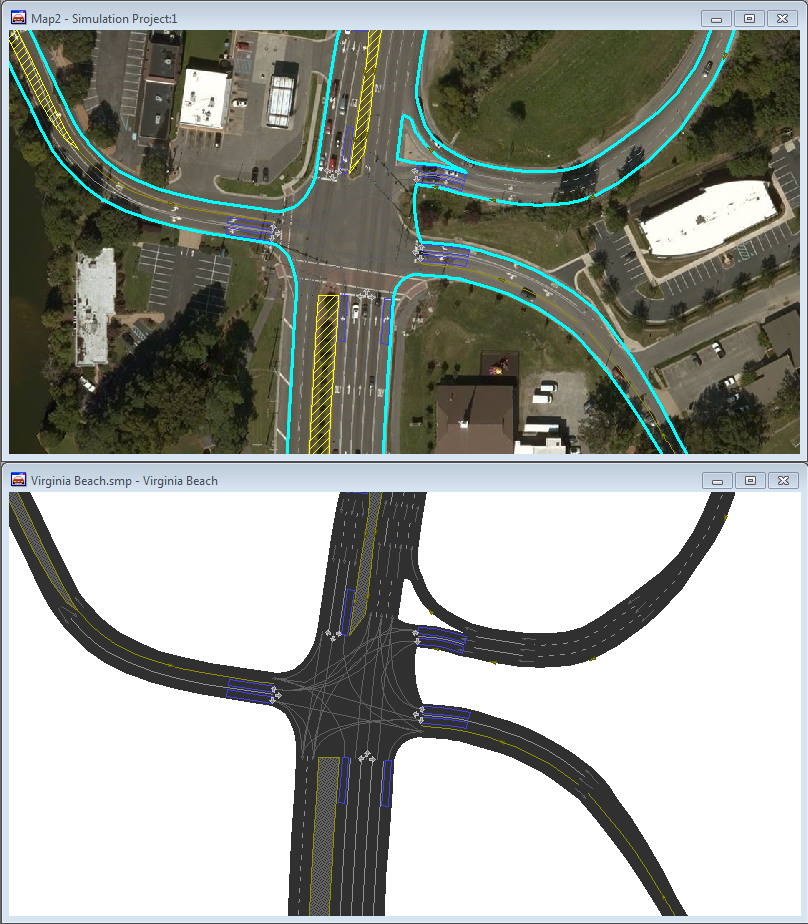 Map2 - Simulation Project:1
Virginia Beach.smp - Virginia Beach